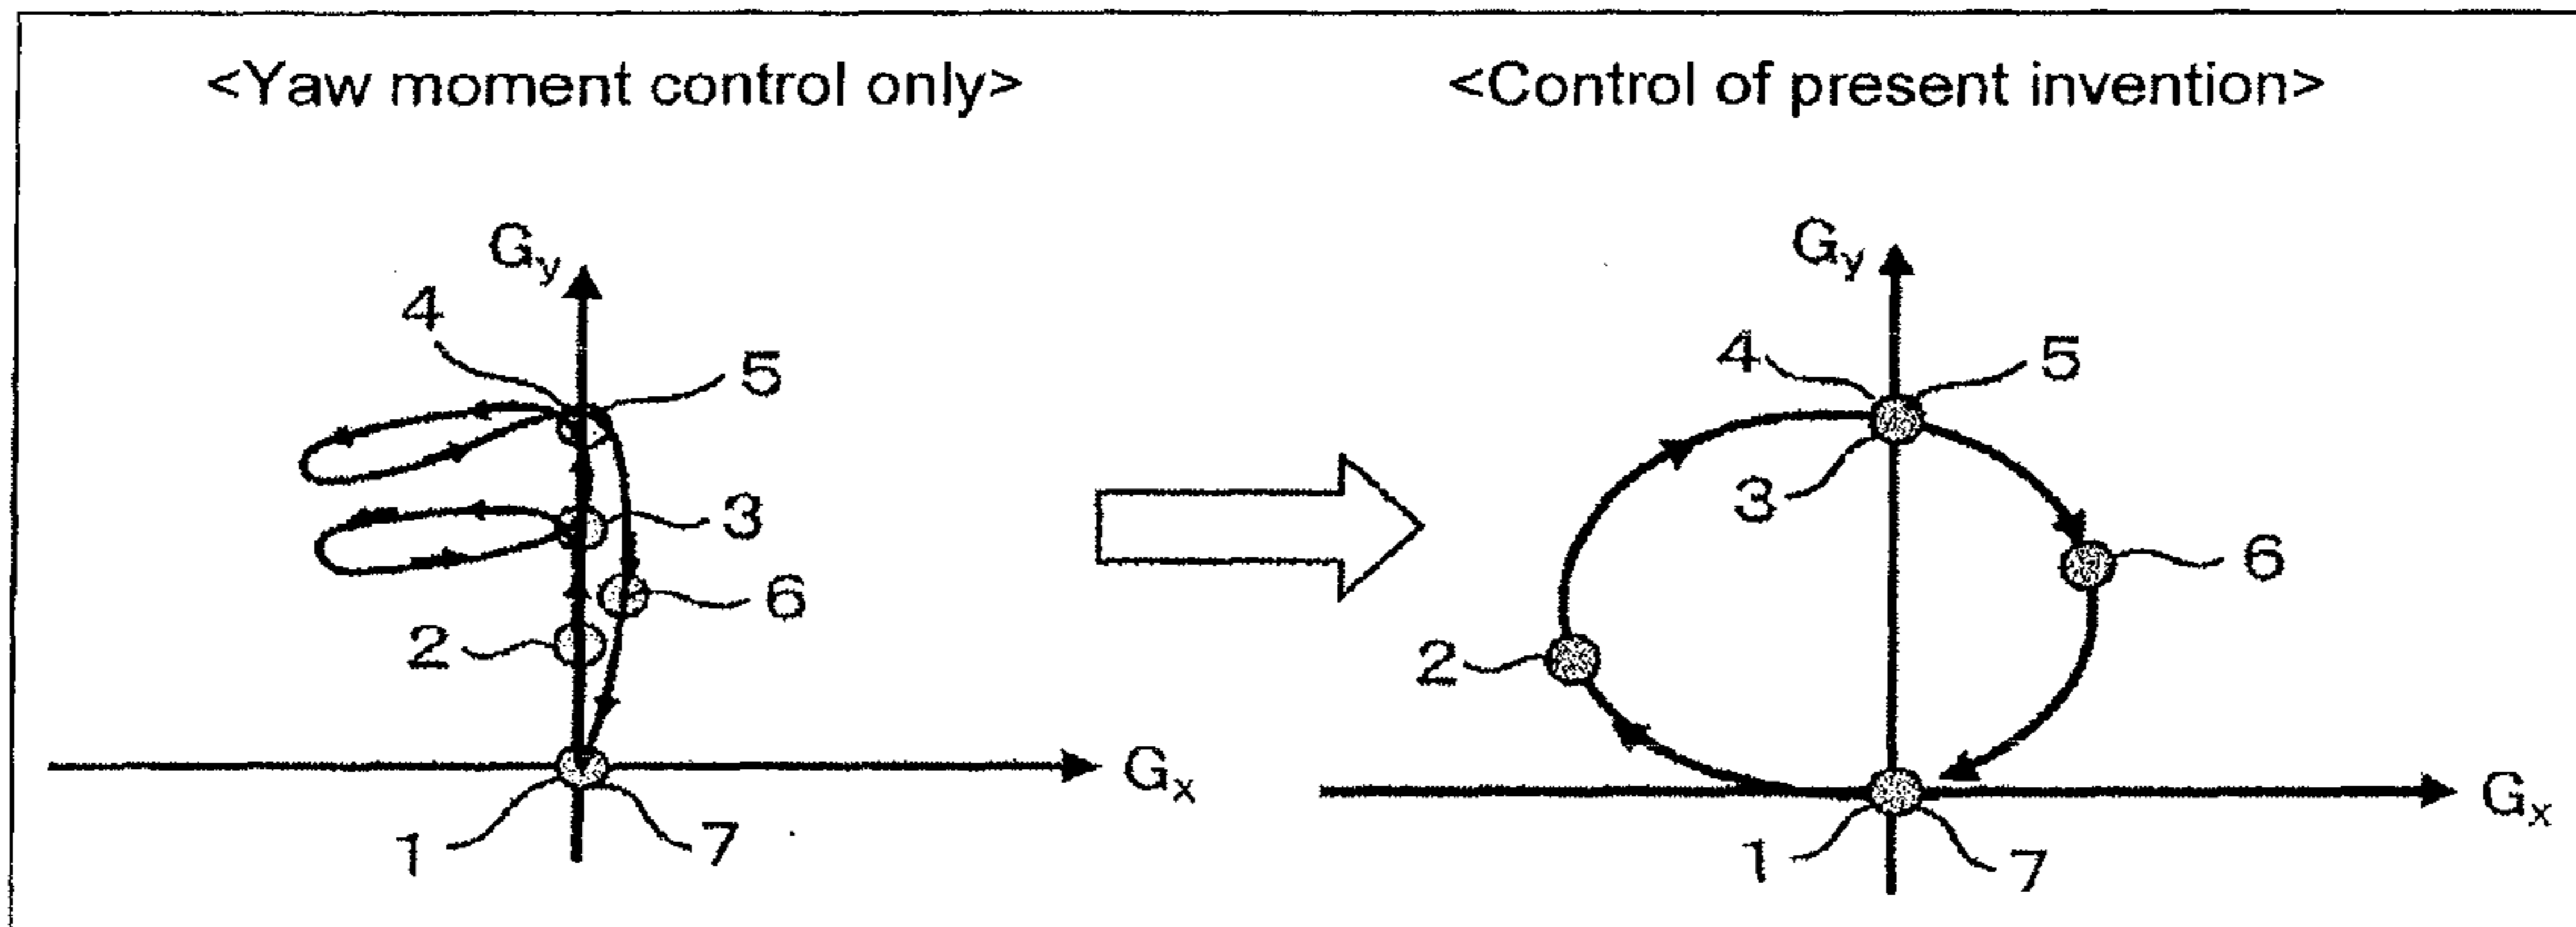 <Yaw moment control only>
<Control of present invention>
Gy
4
5
3
6
2
Gx
1
7
Gy
4
5
3
6
2
Gx
1
7